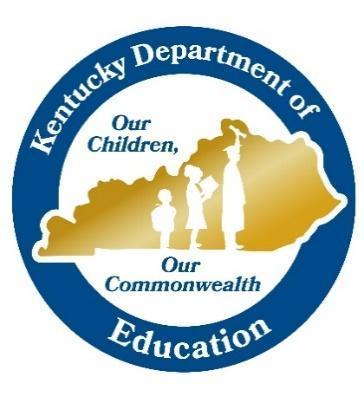 Kentucky Department of
Our
Children,
Our
Commonwealth
Education